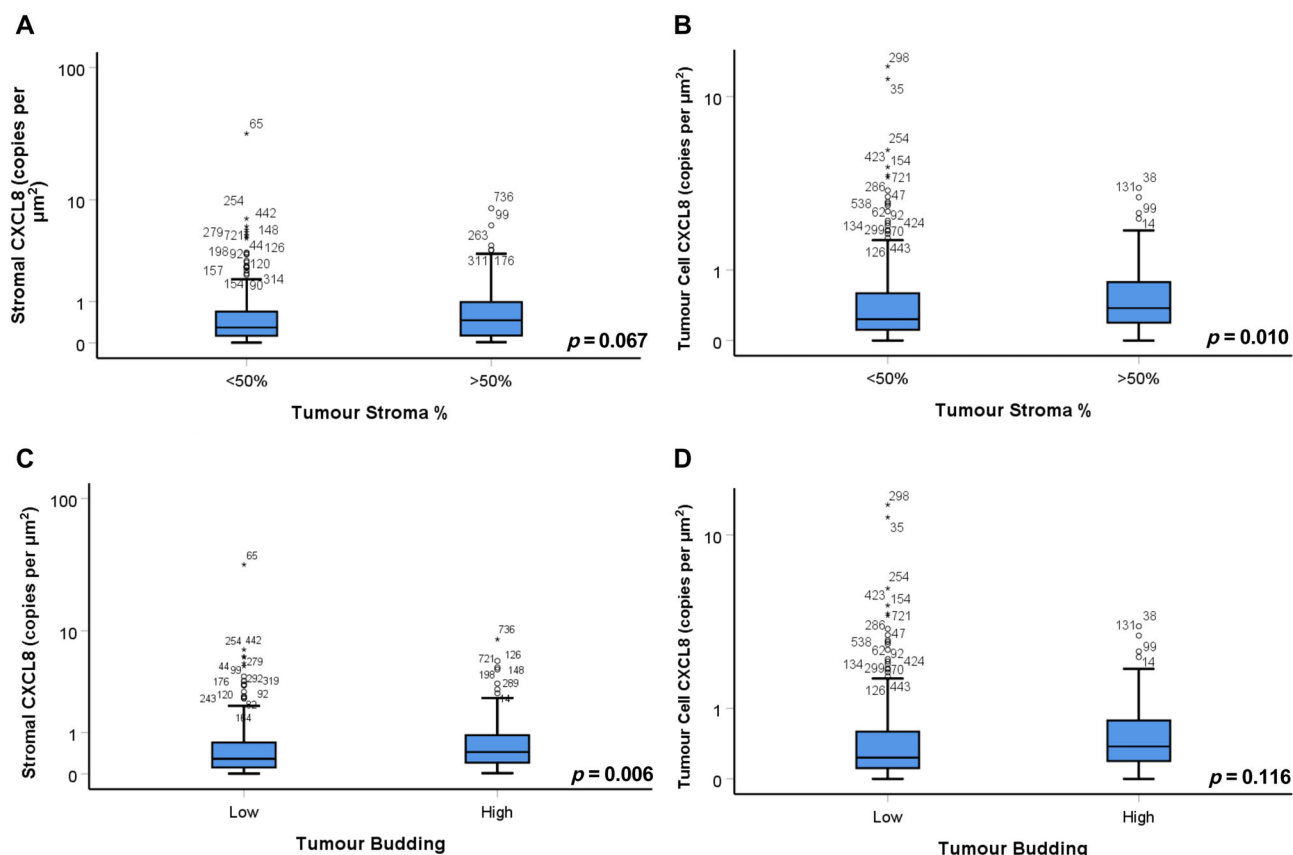 A
Stromal CXCL8 (copies per
µm²)
100
10
1
0
65
254
442
279 721 148
198 92 44 126
157 120
154 90 314
736
99
263
311 176
p = 0.067
<50%
>50%
Tumour Stroma %
B
Tumour Cell CXCL8 (copies per µm²)
10
1
0
298
35
254
423 154
721
286 47
538 62 92
134 299 70 424
126 443
38
131
99
14
p = 0.010
<50%
>50%
Tumour Stroma %
C
Stromal CXCL8 (copies per µm²)
100
10
1
0
65
254 442
44 99 279
176 292 319
243 120 92
736
721 126
198 148
289
14
p = 0.006
Low
High
Tumour Budding
D
Tumour Cell CXCL8 (copies per µm²)
10
1
0
298
35
254
423 154
721
286 47
538 62 92
134 299 70 424
126 443
38
131
99
14
p = 0.116
Low
High
Tumour Budding